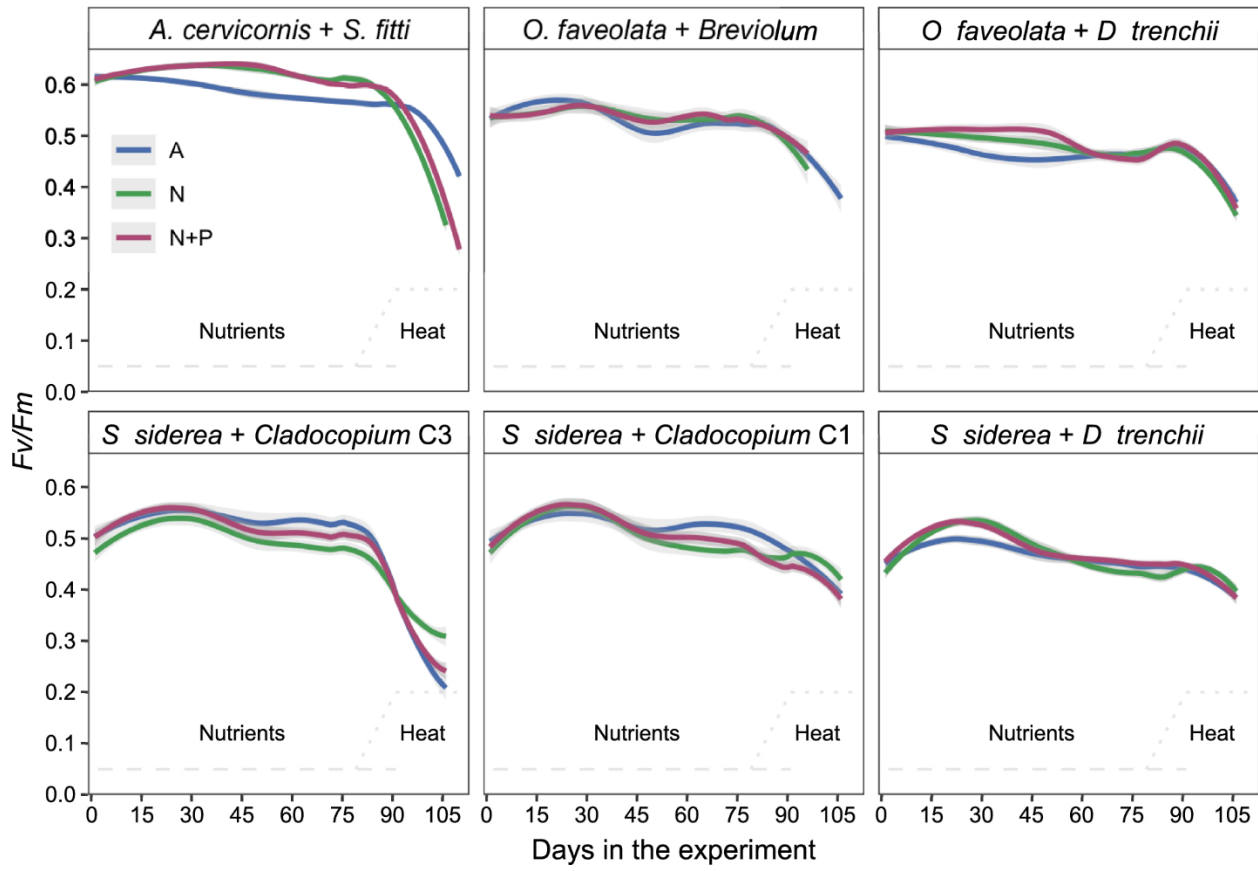 A. cervicornis + S. fitti
O. faveolata + Breviolum
O faveolata + D trenchii
0.6
0.5
0.4
0.3
0.2
0.1
0.0
A
N
N+P
Nutrients
Heat
Nutrients
Heat
Nutrients
Heat
Fv/Fm
S siderea + Cladocopium C3
S siderea + Cladocopium C1
S siderea + D trenchii
0.6
0.5
0.4
0.3
0.2
0.1
0.0
Nutrients
Heat
Nutrients
Heat
Nutrients
Heat
0 15 30 45 60 75 90 105
0 15 30 45 60 75 90 105
0 15 30 45 60 75 90 105
Days in the experiment